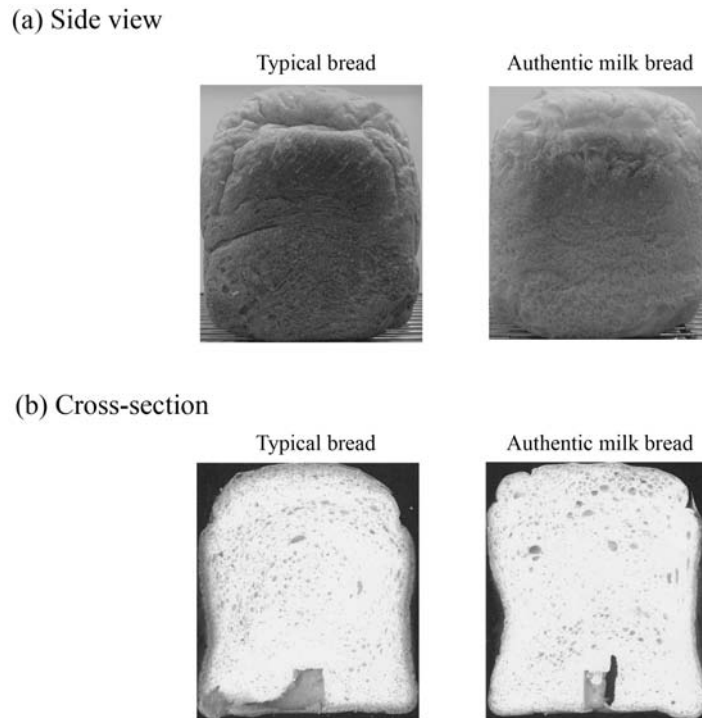 (a) Side view
Typical bread
Authentic milk bread
(b) Cross-section
Typical bread
Authentic milk bread